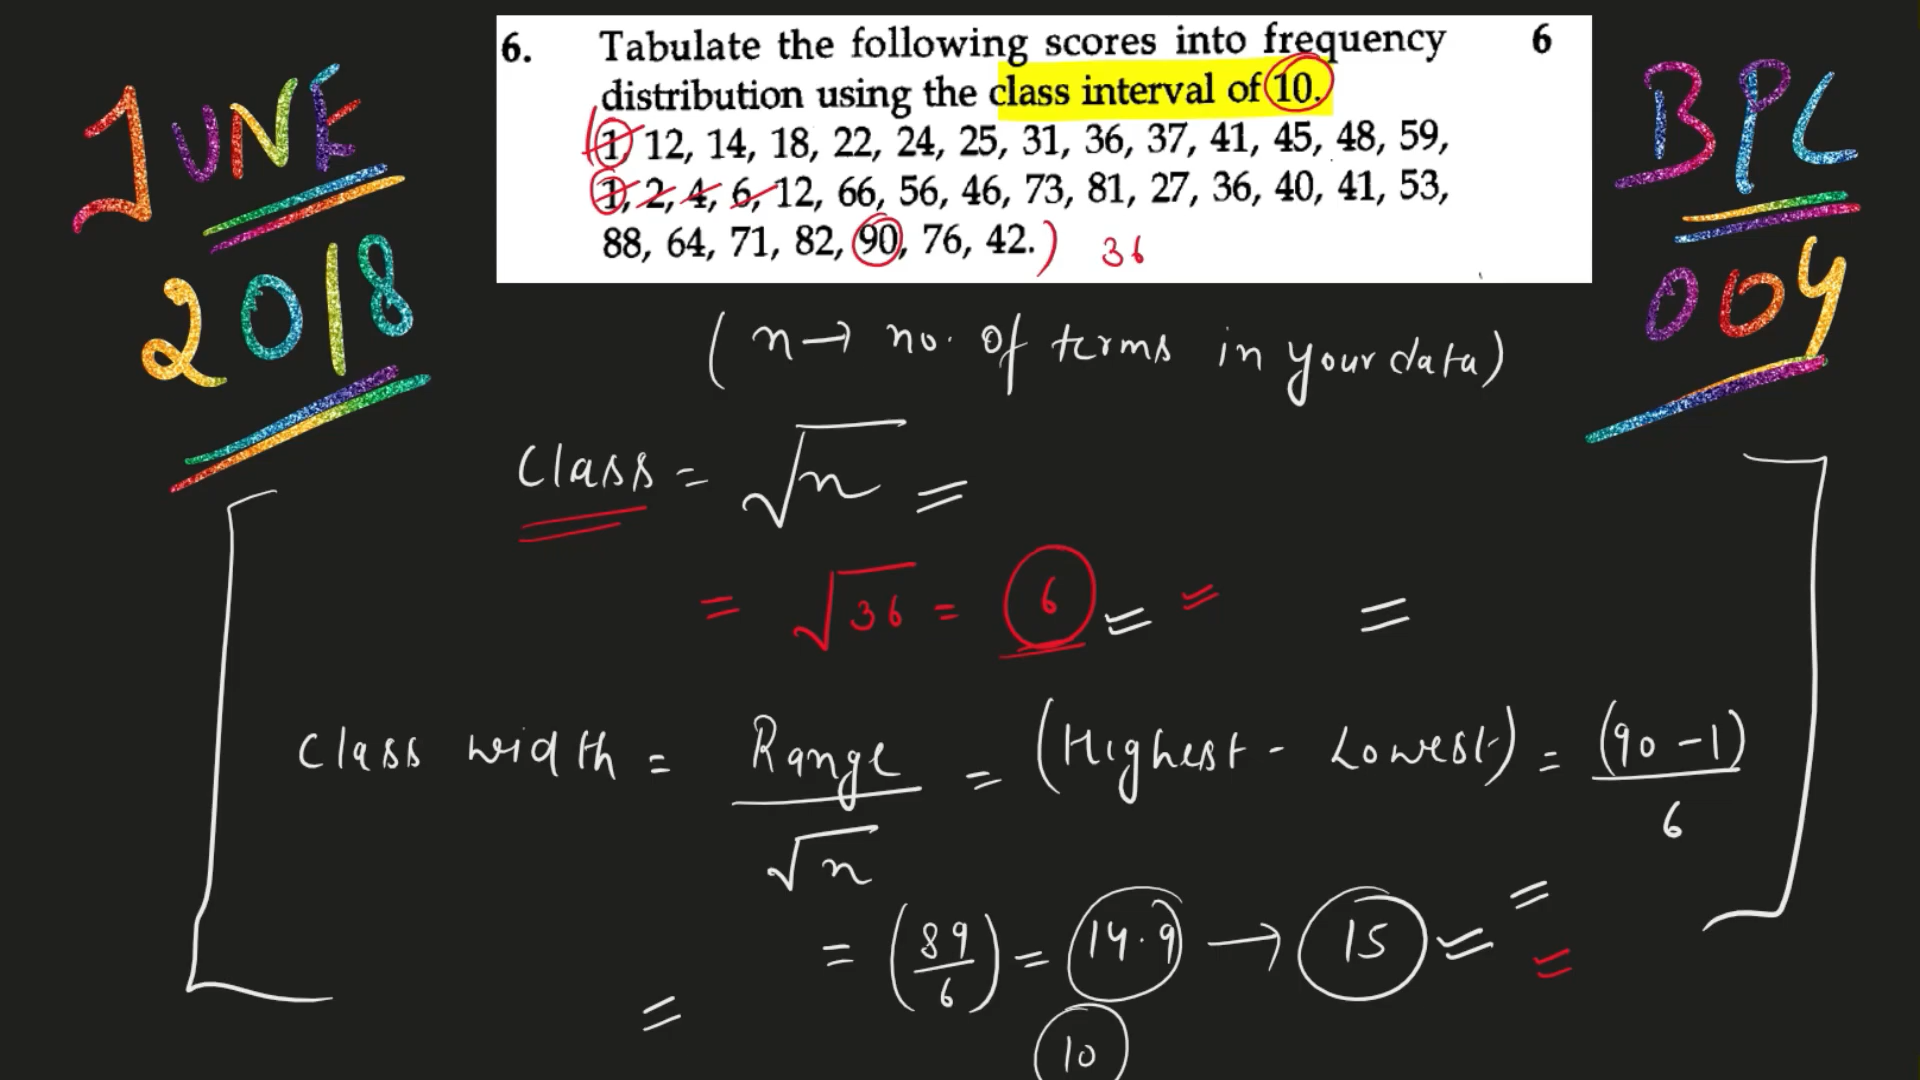 JUNE
2018
6. Tabulate the following scores into frequency 6
distribution using the class interval of 10.
1, 12, 14, 18, 22, 24, 25, 31, 36, 37, 41, 45, 48, 59,
1, 2, 4, 6, 12, 66, 56, 46, 73, 81, 27, 36, 40, 41, 53,
88, 64, 71, 82, 90, 76, 42.) 36
BPC
004
(n → no. of terms in your data)
Class = √n =
= √36 = 6 = =
=
Class width = Range/√n = (Highest - Lowest) = (90-1)/6
= (89/6) = 14.9 → 15 = =
=
=
10